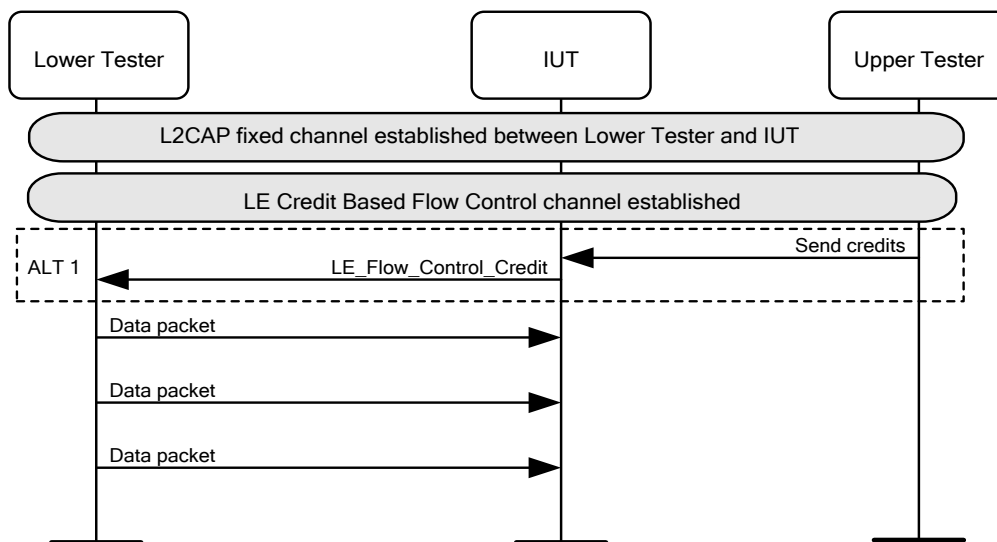 Lower Tester
IUT
Upper Tester
L2CAP fixed channel established between Lower Tester and IUT
LE Credit Based Flow Control channel established
Send credits
ALT 1
LE_Flow_Control_Credit
Data packet
Data packet
Data packet